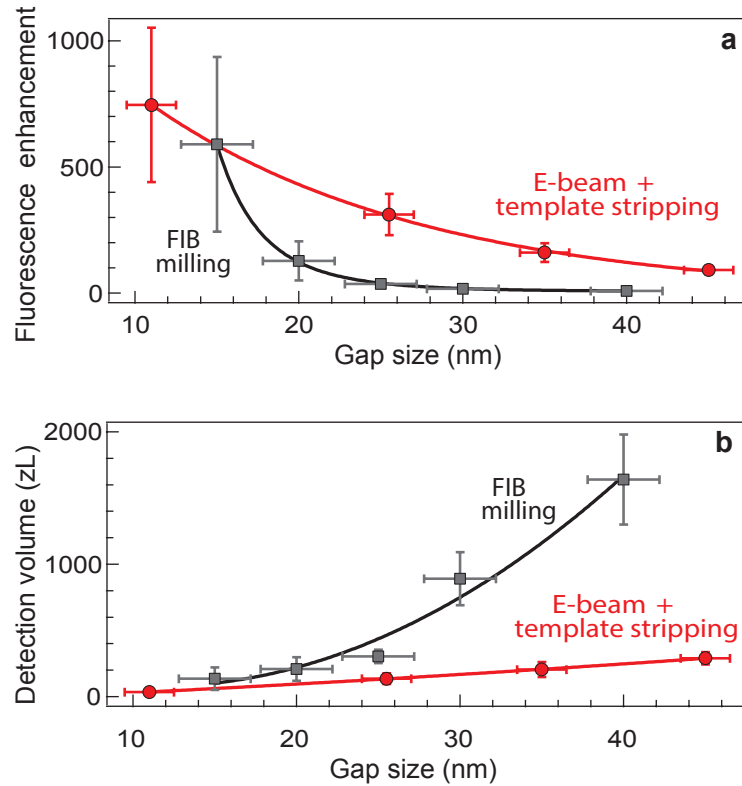 a
1000
500
0
Fluorescence enhancement
E-beam +
template stripping
FIB
milling
10 20 30 40
Gap size (nm)
b
2000
1000
0
Detection volume (zL)
FIB
milling
E-beam +
template stripping
10 20 30 40
Gap size (nm)